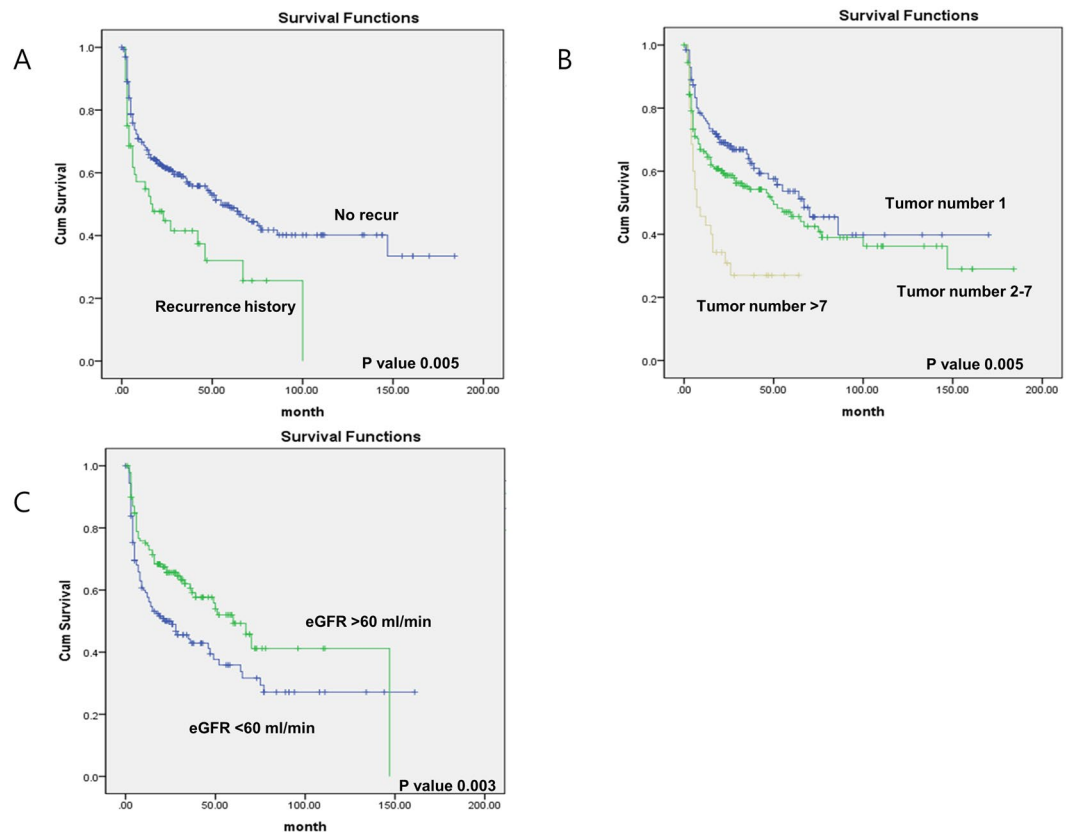 A
Survival Functions
1.0
0.8
0.6
0.4
0.2
0.0
Cum Survival
No recur
Recurrence history
P value 0.005
.00 50.00 100.00 150.00 200.00
month
B
Survival Functions
1.0
0.8
0.6
0.4
0.2
0.0
Cum Survival
Tumor number 1
Tumor number 2-7
Tumor number >7
P value 0.005
.00 50.00 100.00 150.00 200.00
month
C
Survival Functions
1.0
0.8
0.6
0.4
0.2
0.0
Cum Survival
eGFR >60 ml/min
eGFR <60 ml/min
P value 0.003
.00 50.00 100.00 150.00 200.00
month